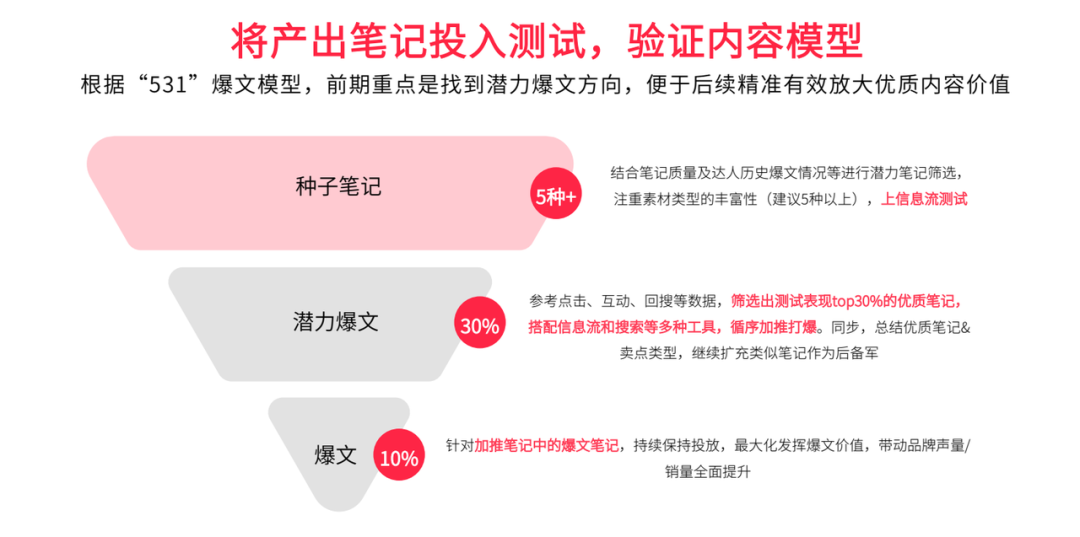 将产出笔记投入测试，验证内容模型
根据“531”爆文模型，前期重点是找到潜力爆文方向，便于后续精准有效放大优质内容价值
种子笔记
5种+
结合笔记质量及达人历史爆文情况等进行潜力笔记筛选，
注重素材类型的丰富性（建议5种以上），上信息流测试
潜力爆文
30%
参考点击、互动、回搜等数据，筛选出测试表现top30%的优质笔记，
搭配信息流和搜索等多种工具，循序加推打爆。同步，总结优质笔记&
卖点类型，继续扩充类似笔记作为后备军
爆文
10%
针对加推笔记中的爆文笔记，持续保持投放，最大化发挥爆文价值，带动品牌声量/
销量全面提升